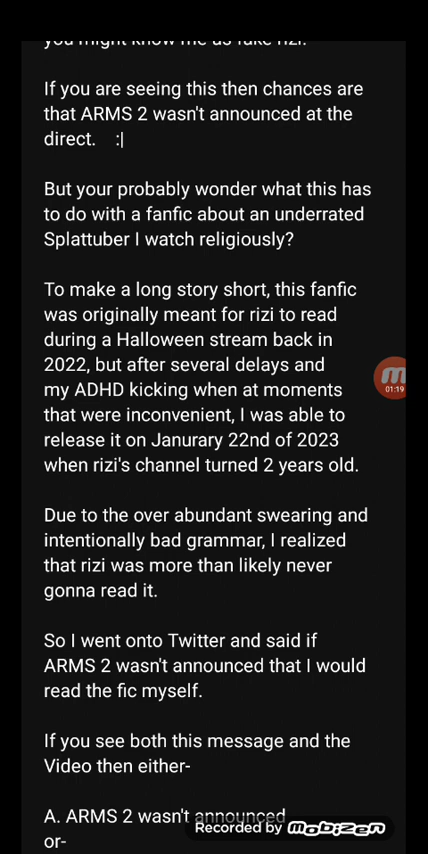 you might know me as fake rizi.
If you are seeing this then chances are
that ARMS 2 wasn't announced at the
direct. :|
But your probably wonder what this has
to do with a fanfic about an underrated
Splattuber I watch religiously?
To make a long story short, this fanfic
was originally meant for rizi to read
during a Halloween stream back in
2022, but after several delays and
my ADHD kicking when at moments
that were inconvenient, I was able to
release it on Janurary 22nd of 2023
when rizi's channel turned 2 years old.
Due to the over abundant swearing and
intentionally bad grammar, I realized
that rizi was more than likely never
gonna read it.
So I went onto Twitter and said if
ARMS 2 wasn't announced that I would
read the fic myself.
If you see both this message and the
Video then either-
A. ARMS 2 wasn't announced
or-
m
01:19
Recorded by mobizen